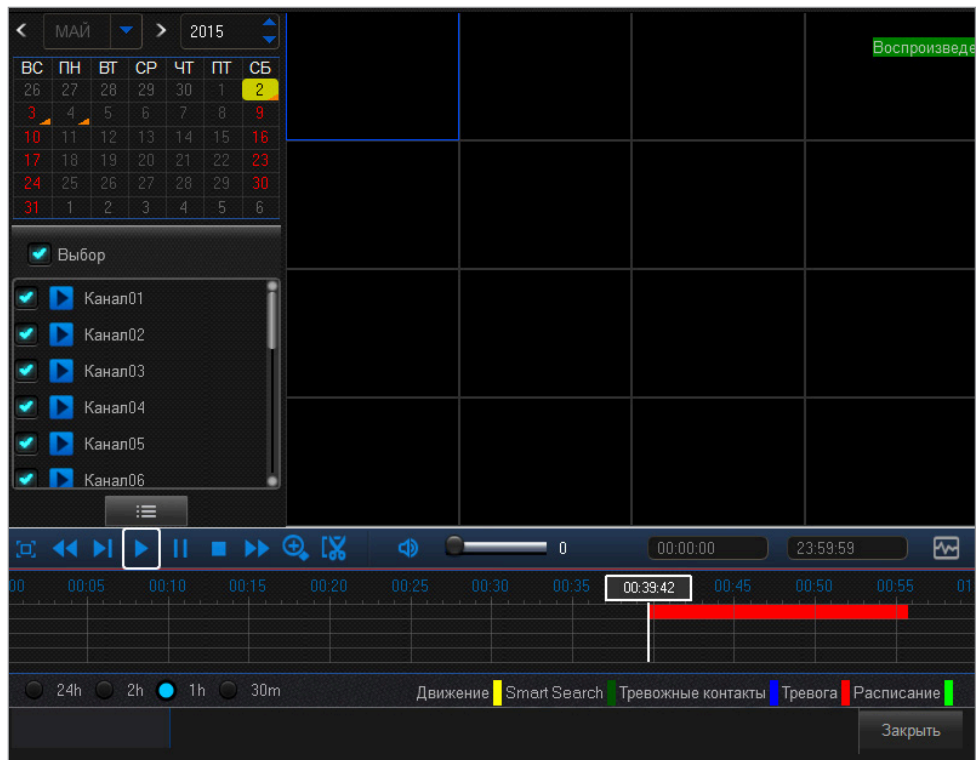 МАЙ 2015
Воспроизведе
ВС ПН ВТ СР ЧТ ПТ СБ
26 27 28 29 30 1 2
3 4 5 6 7 8 9
10 11 12 13 14 15 16
17 18 19 20 21 22 23
24 25 26 27 28 29 30
31 1 2 3 4 5 6
Выбор
Канал01
Канал02
Канал03
Канал04
Канал05
Канал06
0 00:00:00 23:59:59
00 00:05 00:10 00:15 00:20 00:25 00:30 00:35 00:39:42 00:45 00:50 00:55 01
24h 2h 1h 30m Движение Smart Search Тревожные контакты Тревога Расписание
Закрыть